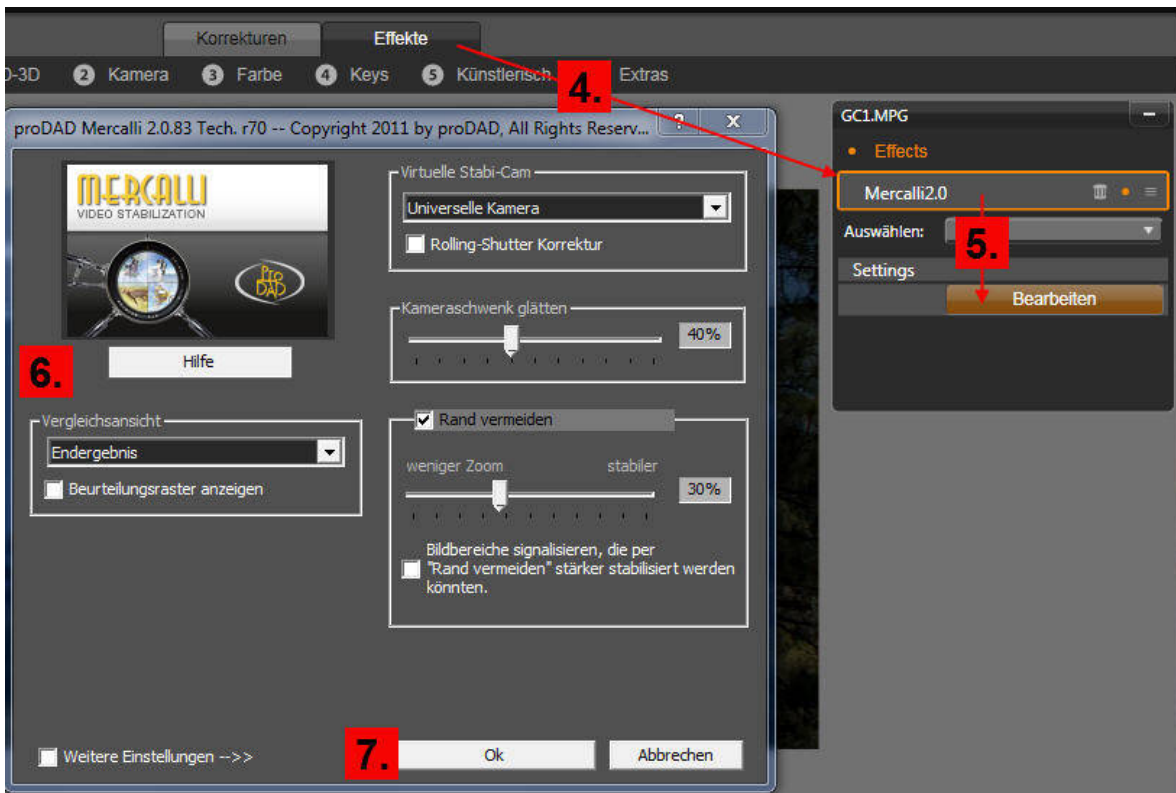 Korrekturen
Effekte
-3D
2 Kamera
3 Farbe
4 Keys
5 Künstlerisch
Extras
4.
proDAD Mercalli 2.0.83 Tech. r70 -- Copyright 2011 by proDAD, All Rights Reserv...
? X
MERCALLI
VIDEO STABILIZATION
PRO
DAD
Hilfe
6.
Vergleichsansicht
Endergebnis
Beurteilungsraster anzeigen
Virtuelle Stabi-Cam
Universelle Kamera
Rolling-Shutter Korrektur
Kameraschwenk glätten
40%
Rand vermeiden
weniger Zoom
stabiler
30%
Bildbereiche signalisieren, die per
"Rand vermeiden" stärker stabilisiert werden
könnten.
Weitere Einstellungen -->>
7.
Ok
Abbrechen
GC1.MPG
Effects
Mercalli2.0
Auswählen:
5.
Settings
Bearbeiten